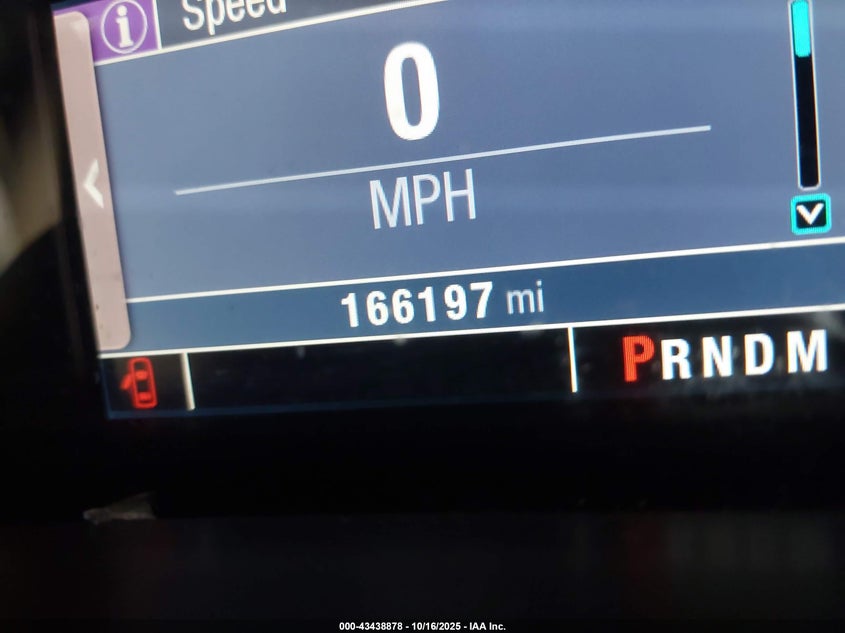 Speed
0
MPH
166197 mi
PRNDM
000-43438878 - 10/16/2025 - IAA Inc.